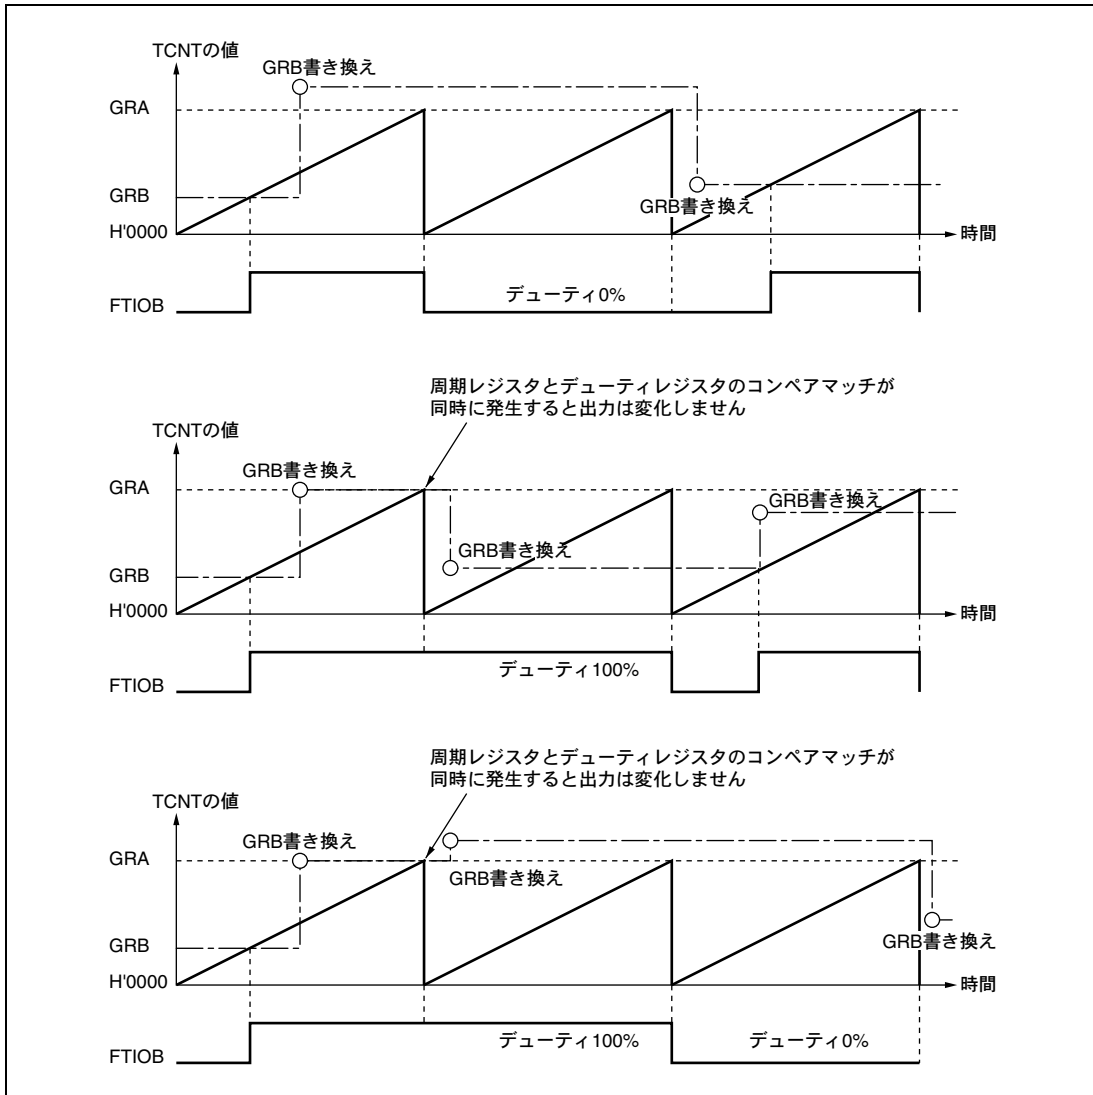 TCNTの値
GRB書き換え
GRA
GRB
GRB書き換え
H'0000
時間
デューティ0%
FTIOB
周期レジスタとデューティレジスタのコンペアマッチが
同時に発生すると出力は変化しません
TCNTの値
GRB書き換え
GRA
GRB書き換え
GRB書き換え
GRB
H'0000
時間
デューティ100%
FTIOB
周期レジスタとデューティレジスタのコンペアマッチが
同時に発生すると出力は変化しません
TCNTの値
GRB書き換え
GRA
GRB書き換え
GRB
GRB書き換え
H'0000
時間
デューティ100%
デューティ0%
FTIOB